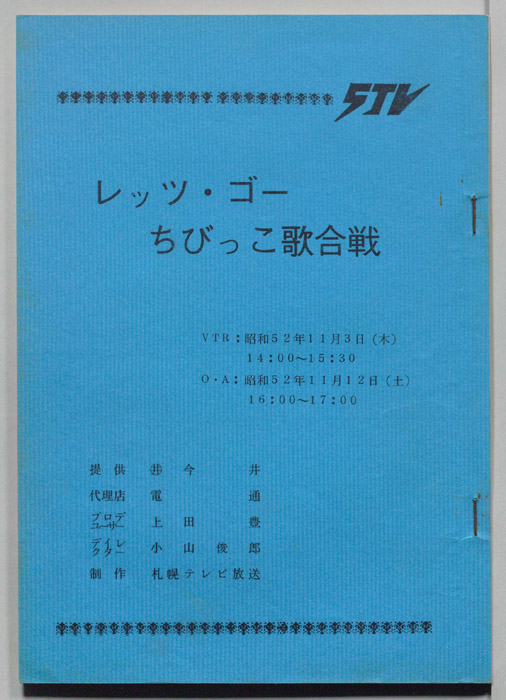 STV
レッツ・ゴー
ちびっこ歌合戦
VTR:昭和52年11月3日(木)
14:00~15:30
O・A:昭和52年11月12日(土)
16:00~17:00
提供 ㊌今井
代理店 電通
プロデューサー 上田豊
デイレクター 小山俊郎
制作 札幌テレビ放送